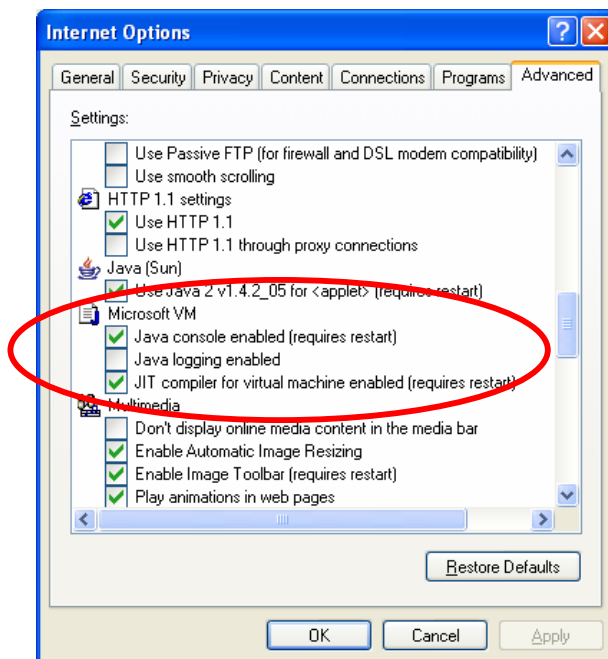 Internet Options
General Security Privacy Content Connections Programs Advanced
Settings:
Use Passive FTP (for firewall and DSL modem compatibility)
Use smooth scrolling
HTTP 1.1 settings
Use HTTP 1.1
Use HTTP 1.1 through proxy connections
Java (Sun)
Use Java 2 v1.4.2_05 for <applet> (requires restart)
Microsoft VM
Java console enabled (requires restart)
Java logging enabled
JIT compiler for virtual machine enabled (requires restart)
Multimedia
Don't display online media content in the media bar
Enable Automatic Image Resizing
Enable Image Toolbar (requires restart)
Play animations in web pages
Restore Defaults
OK Cancel Apply